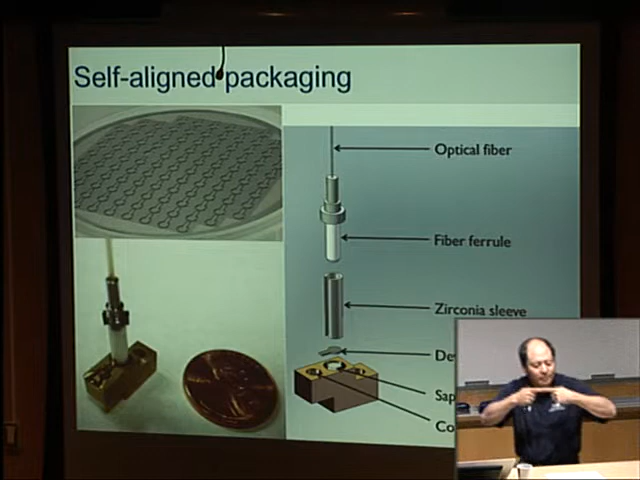 Self-aligned packaging
Optical fiber
Fiber ferrule
Zirconia sleeve